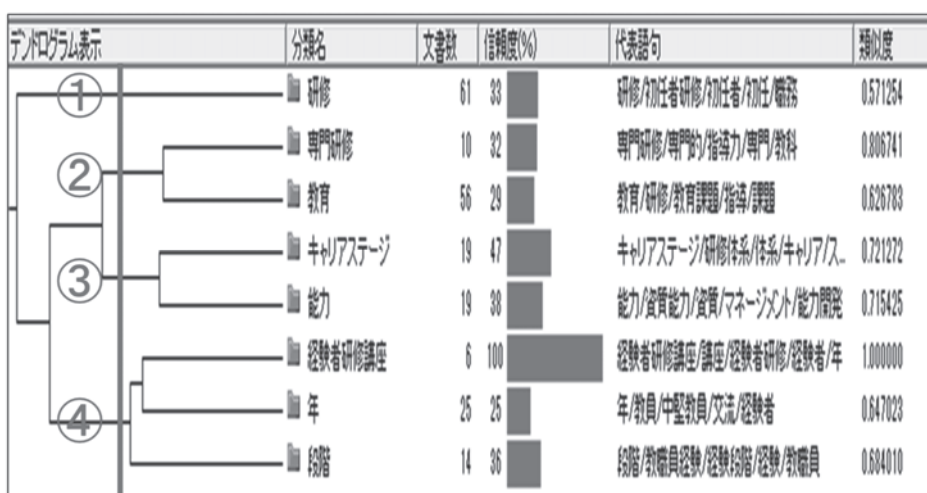 デンドログラム表示 分類名 文書数 信頼度(%) 代表語句 類似度
① 研修 61 33 研修/初任者研修/初任者/初任/職務 0.571254
② 専門研修 10 32 専門研修/専門的/指導力/専門/教科 0.806741
教育 56 29 教育/研修/教育課題/指導/課題 0.626783
③ キャリアステージ 19 47 キャリアステージ/研修体系/体系/キャリア/ス... 0.721272
能力 19 38 能力/資質能力/資質/マネージメント/能力開発 0.715425
経験者研修講座 6 100 経験者研修講座/講座/経験者研修/経験者/年 1.000000
④ 年 25 25 年/教員/中堅教員/交流/経験者 0.647023
段階 14 36 段階/教職員経験/経験段階/経験/教職員 0.684010